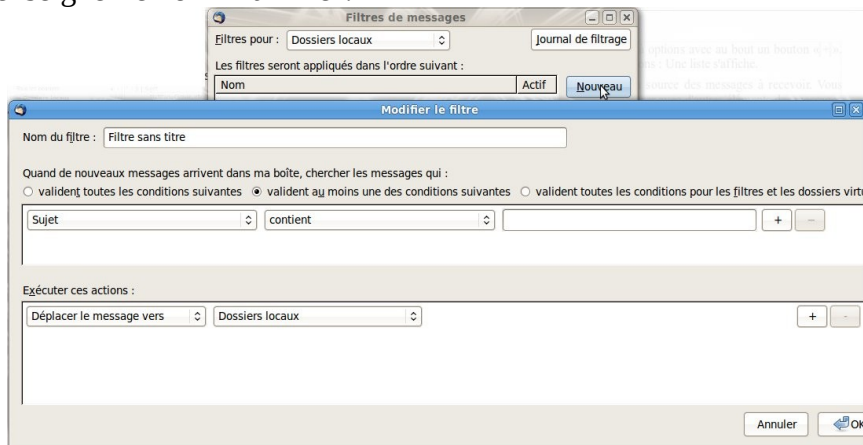 Filtres de messages
Filtres pour : Dossiers locaux Journal de filtrage
Les filtres seront appliqués dans l'ordre suivant :
Nom Actif Nouveau
Modifier le filtre
Nom du filtre : Filtre sans titre
Quand de nouveaux messages arrivent dans ma boîte, chercher les messages qui :
valident toutes les conditions suivantes valident au moins une des conditions suivantes valident toutes les conditions pour les filtres et les dossiers virtu
Sujet contient + -
Exécuter ces actions :
Déplacer le message vers Dossiers locaux + -
Annuler OK